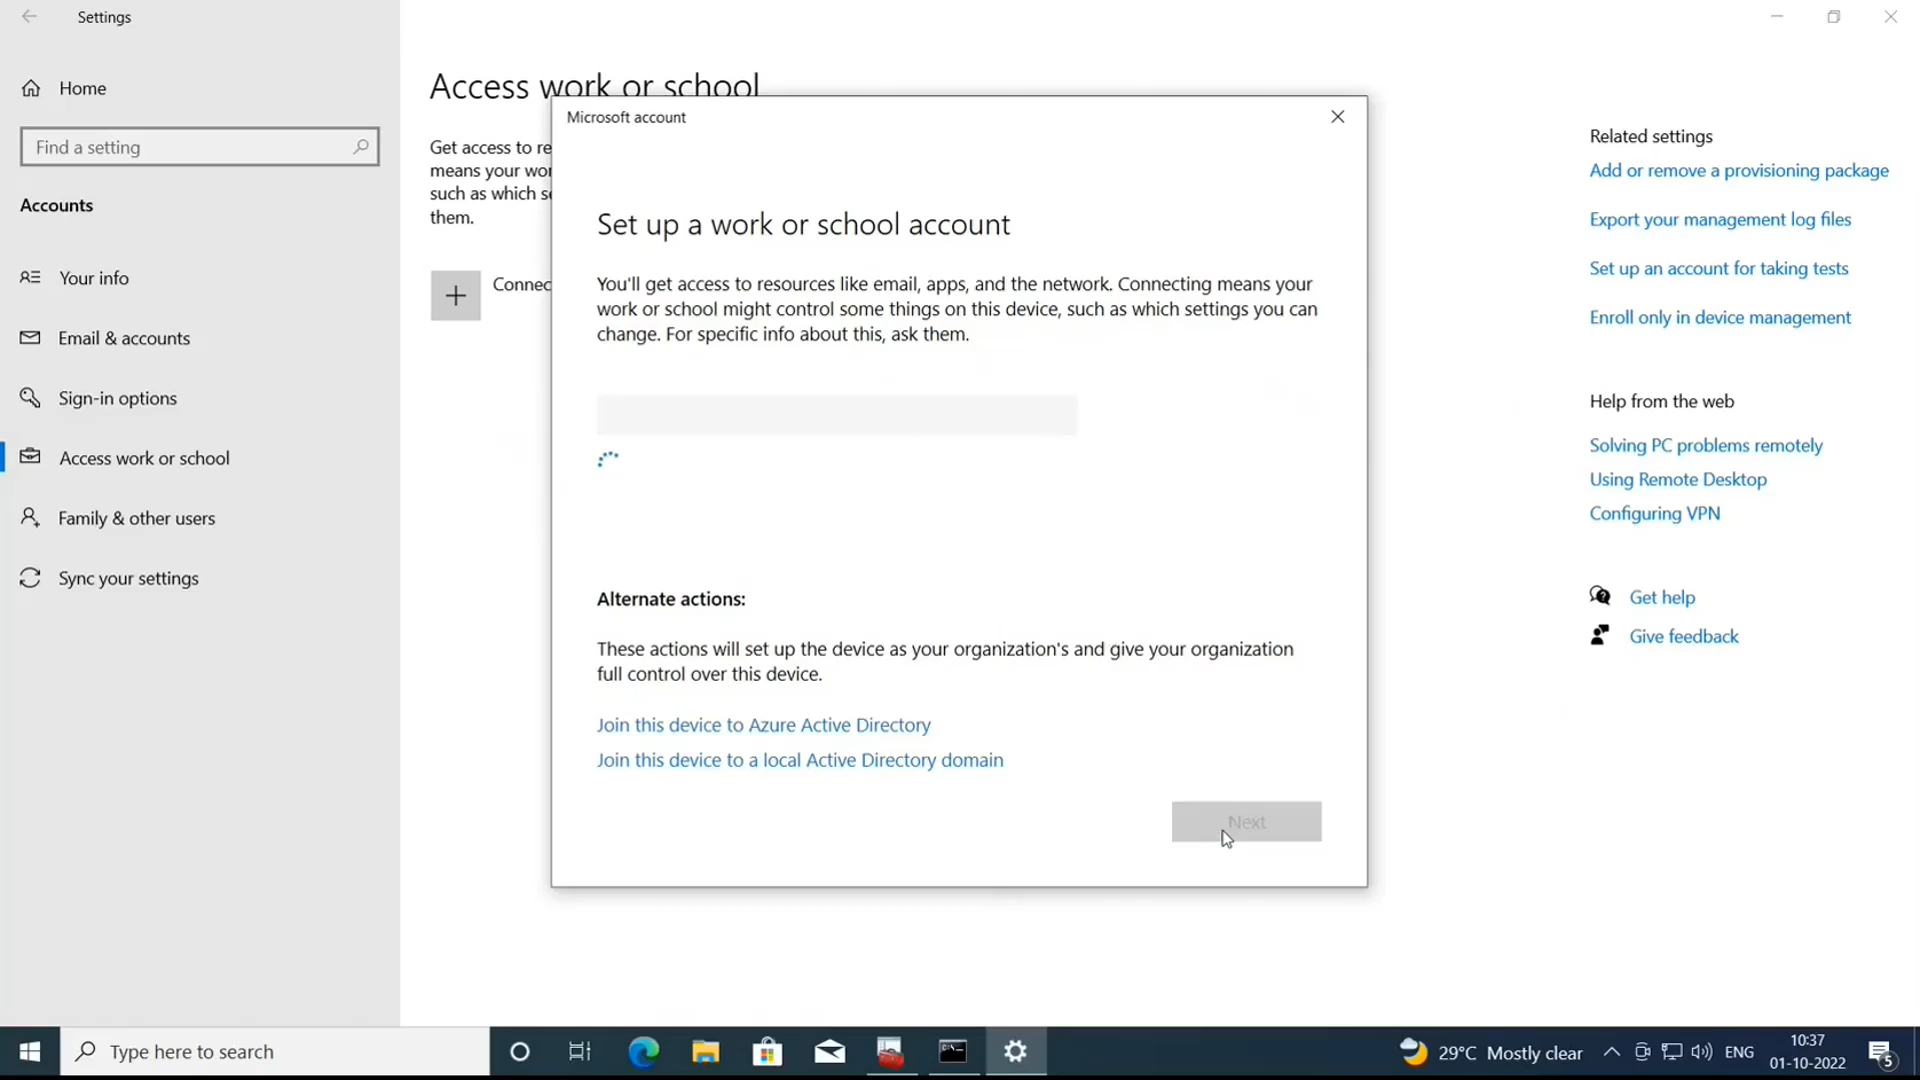 Settings
Home
Find a setting
Accounts
Your info
Email & accounts
Sign-in options
Access work or school
Family & other users
Sync your settings
Access work or school
Get access to re
means your wor
such as which se
them.
Connec
Microsoft account
Set up a work or school account
You'll get access to resources like email, apps, and the network. Connecting means your
work or school might control some things on this device, such as which settings you can
change. For specific info about this, ask them.
Alternate actions:
These actions will set up the device as your organization's and give your organization
full control over this device.
Join this device to Azure Active Directory
Join this device to a local Active Directory domain
Next
Related settings
Add or remove a provisioning package
Export your management log files
Set up an account for taking tests
Enroll only in device management
Help from the web
Solving PC problems remotely
Using Remote Desktop
Configuring VPN
Get help
Give feedback
Type here to search
29°C Mostly clear
ENG
10:37
01-10-2022
5